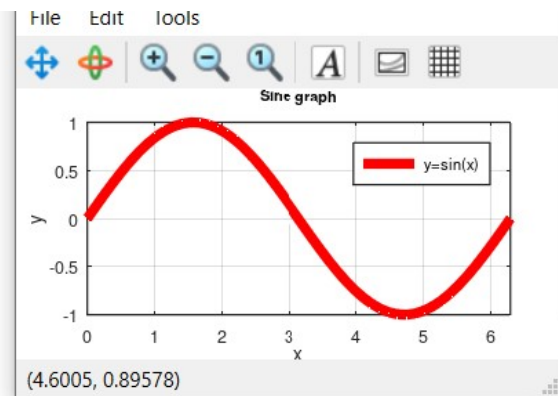 File Edit Tools
1 A
Sine graph
1
0.5
0
-0.5
-1
y
y=sin(x)
0 1 2 3 4 5 6
x
(4.6005, 0.89578)